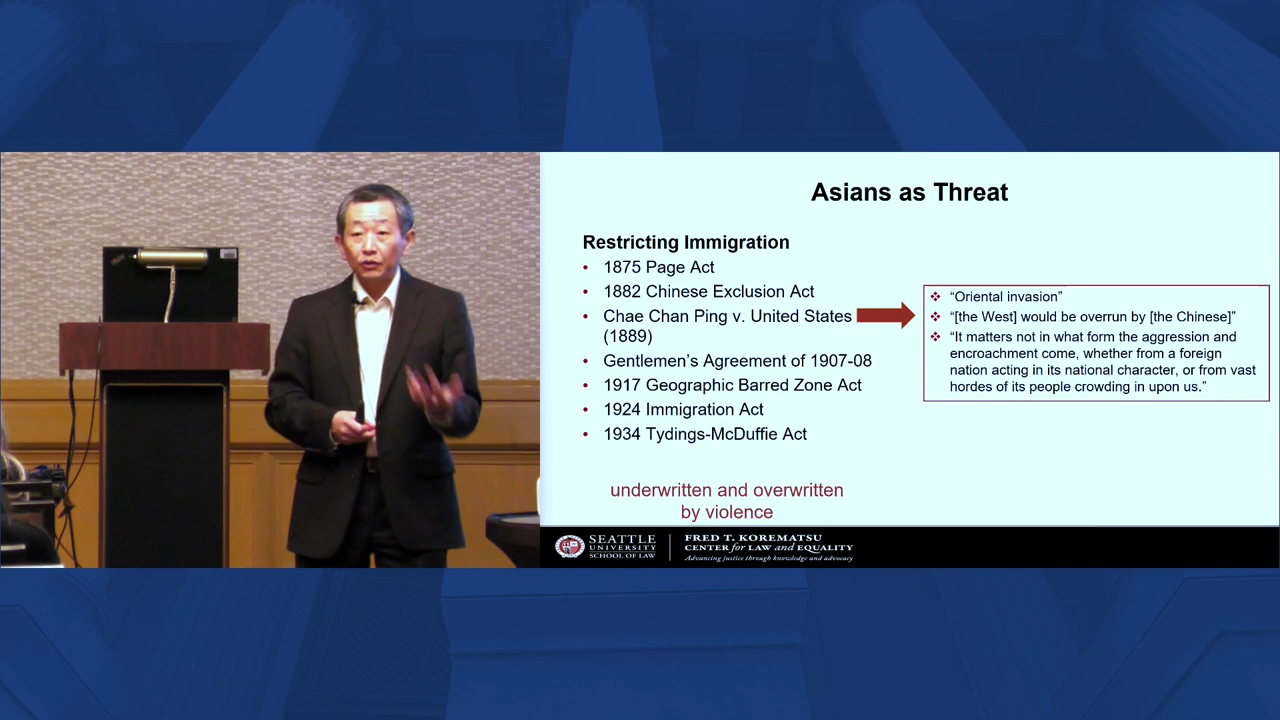 Asians as Threat
Restricting Immigration
• 1875 Page Act
• 1882 Chinese Exclusion Act
• Chae Chan Ping v. United States
(1889)
• Gentlemen’s Agreement of 1907-08
• 1917 Geographic Barred Zone Act
• 1924 Immigration Act
• 1934 Tydings-McDuffie Act
❖ “Oriental invasion”
❖ “[the West] would be overrun by [the Chinese]”
❖ “It matters not in what form the aggression and
encroachment come, whether from a foreign
nation acting in its national character, or from vast
hordes of its people crowding in upon us.”
underwritten and overwritten
by violence
SEATTLE
UNIVERSITY
SCHOOL OF LAW
FRED T. KOREMATSU
CENTER for LAW and EQUALITY
Advancing justice through knowledge and advocacy